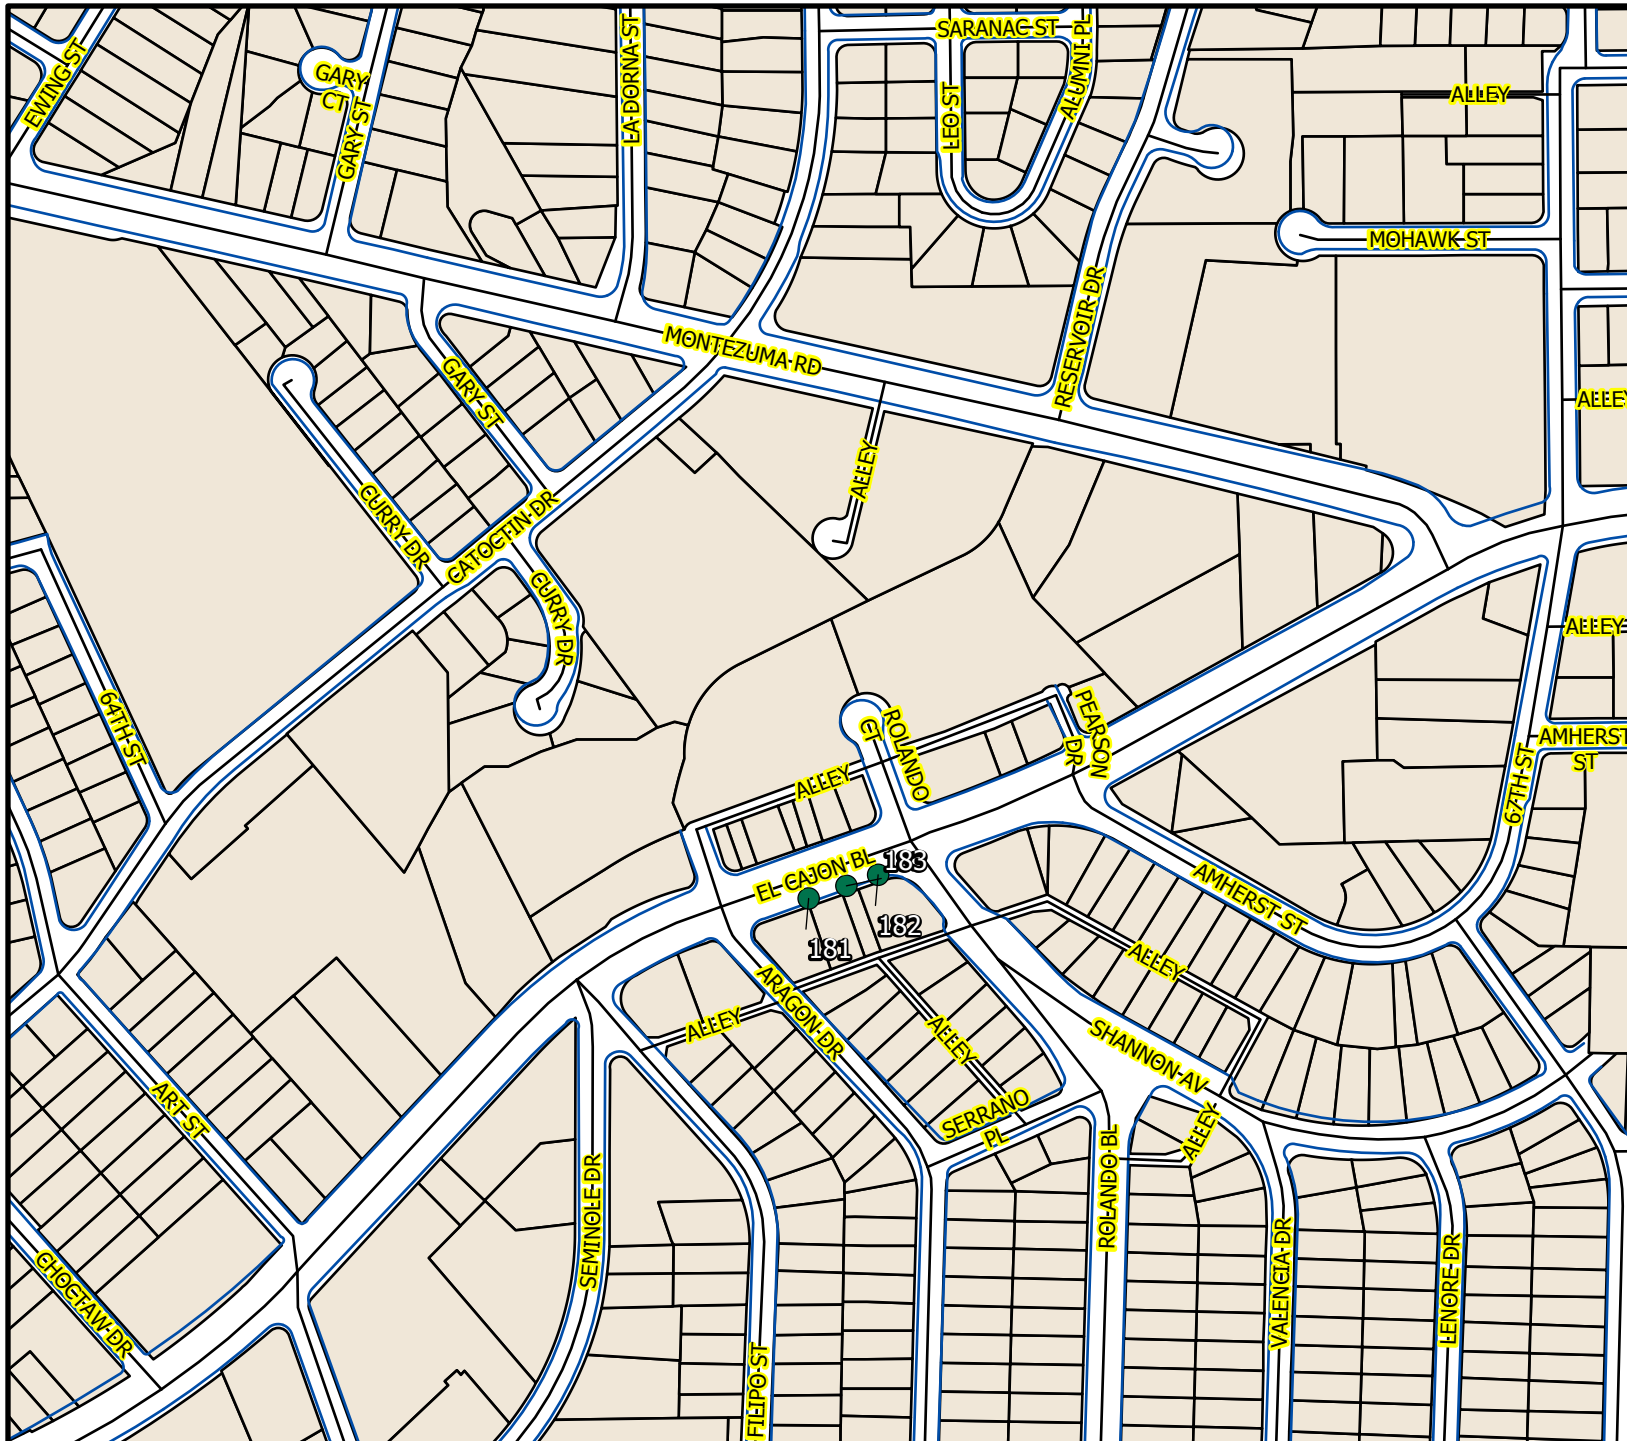 SARANAC ST
EWING ST
GARY
CT
GARY ST
LA DORNA ST
LEO ST
ALUMNI PL
ALLEY
MOHAWK ST
RESERVOIR DR
MONTEZUMA RD
GARY ST
ALLEY
ALLEY
CURRY DR
CATOCTIN DR
CURRY DR
ALLEY
64TH ST
ROLANDO
CT
PEARSON
DR
AMHERST
ST
67TH ST
ALLEY
EL CAJON BL
183
182
181
AMHERST ST
ALLEY
ARAGON DR
ALLEY
ALLEY
SHANNON AV
ART ST
SERRANO
PL
ALLEY
ROLANDO BL
SEMINOLE DR
CHOCTAW DR
VALENCIA DR
LENORE DR
FILIPO ST